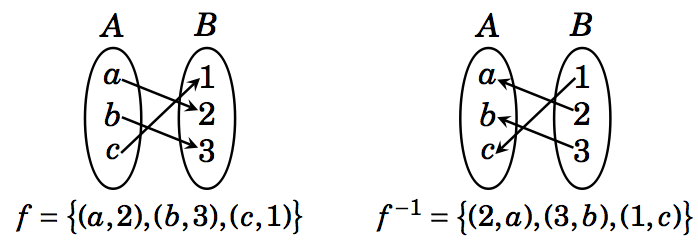 A B A B
a 1 a 1
b 2 b 2
c 3 c 3
f = {(a,2),(b,3),(c,1)} f⁻¹ = {(2,a),(3,b),(1,c)}